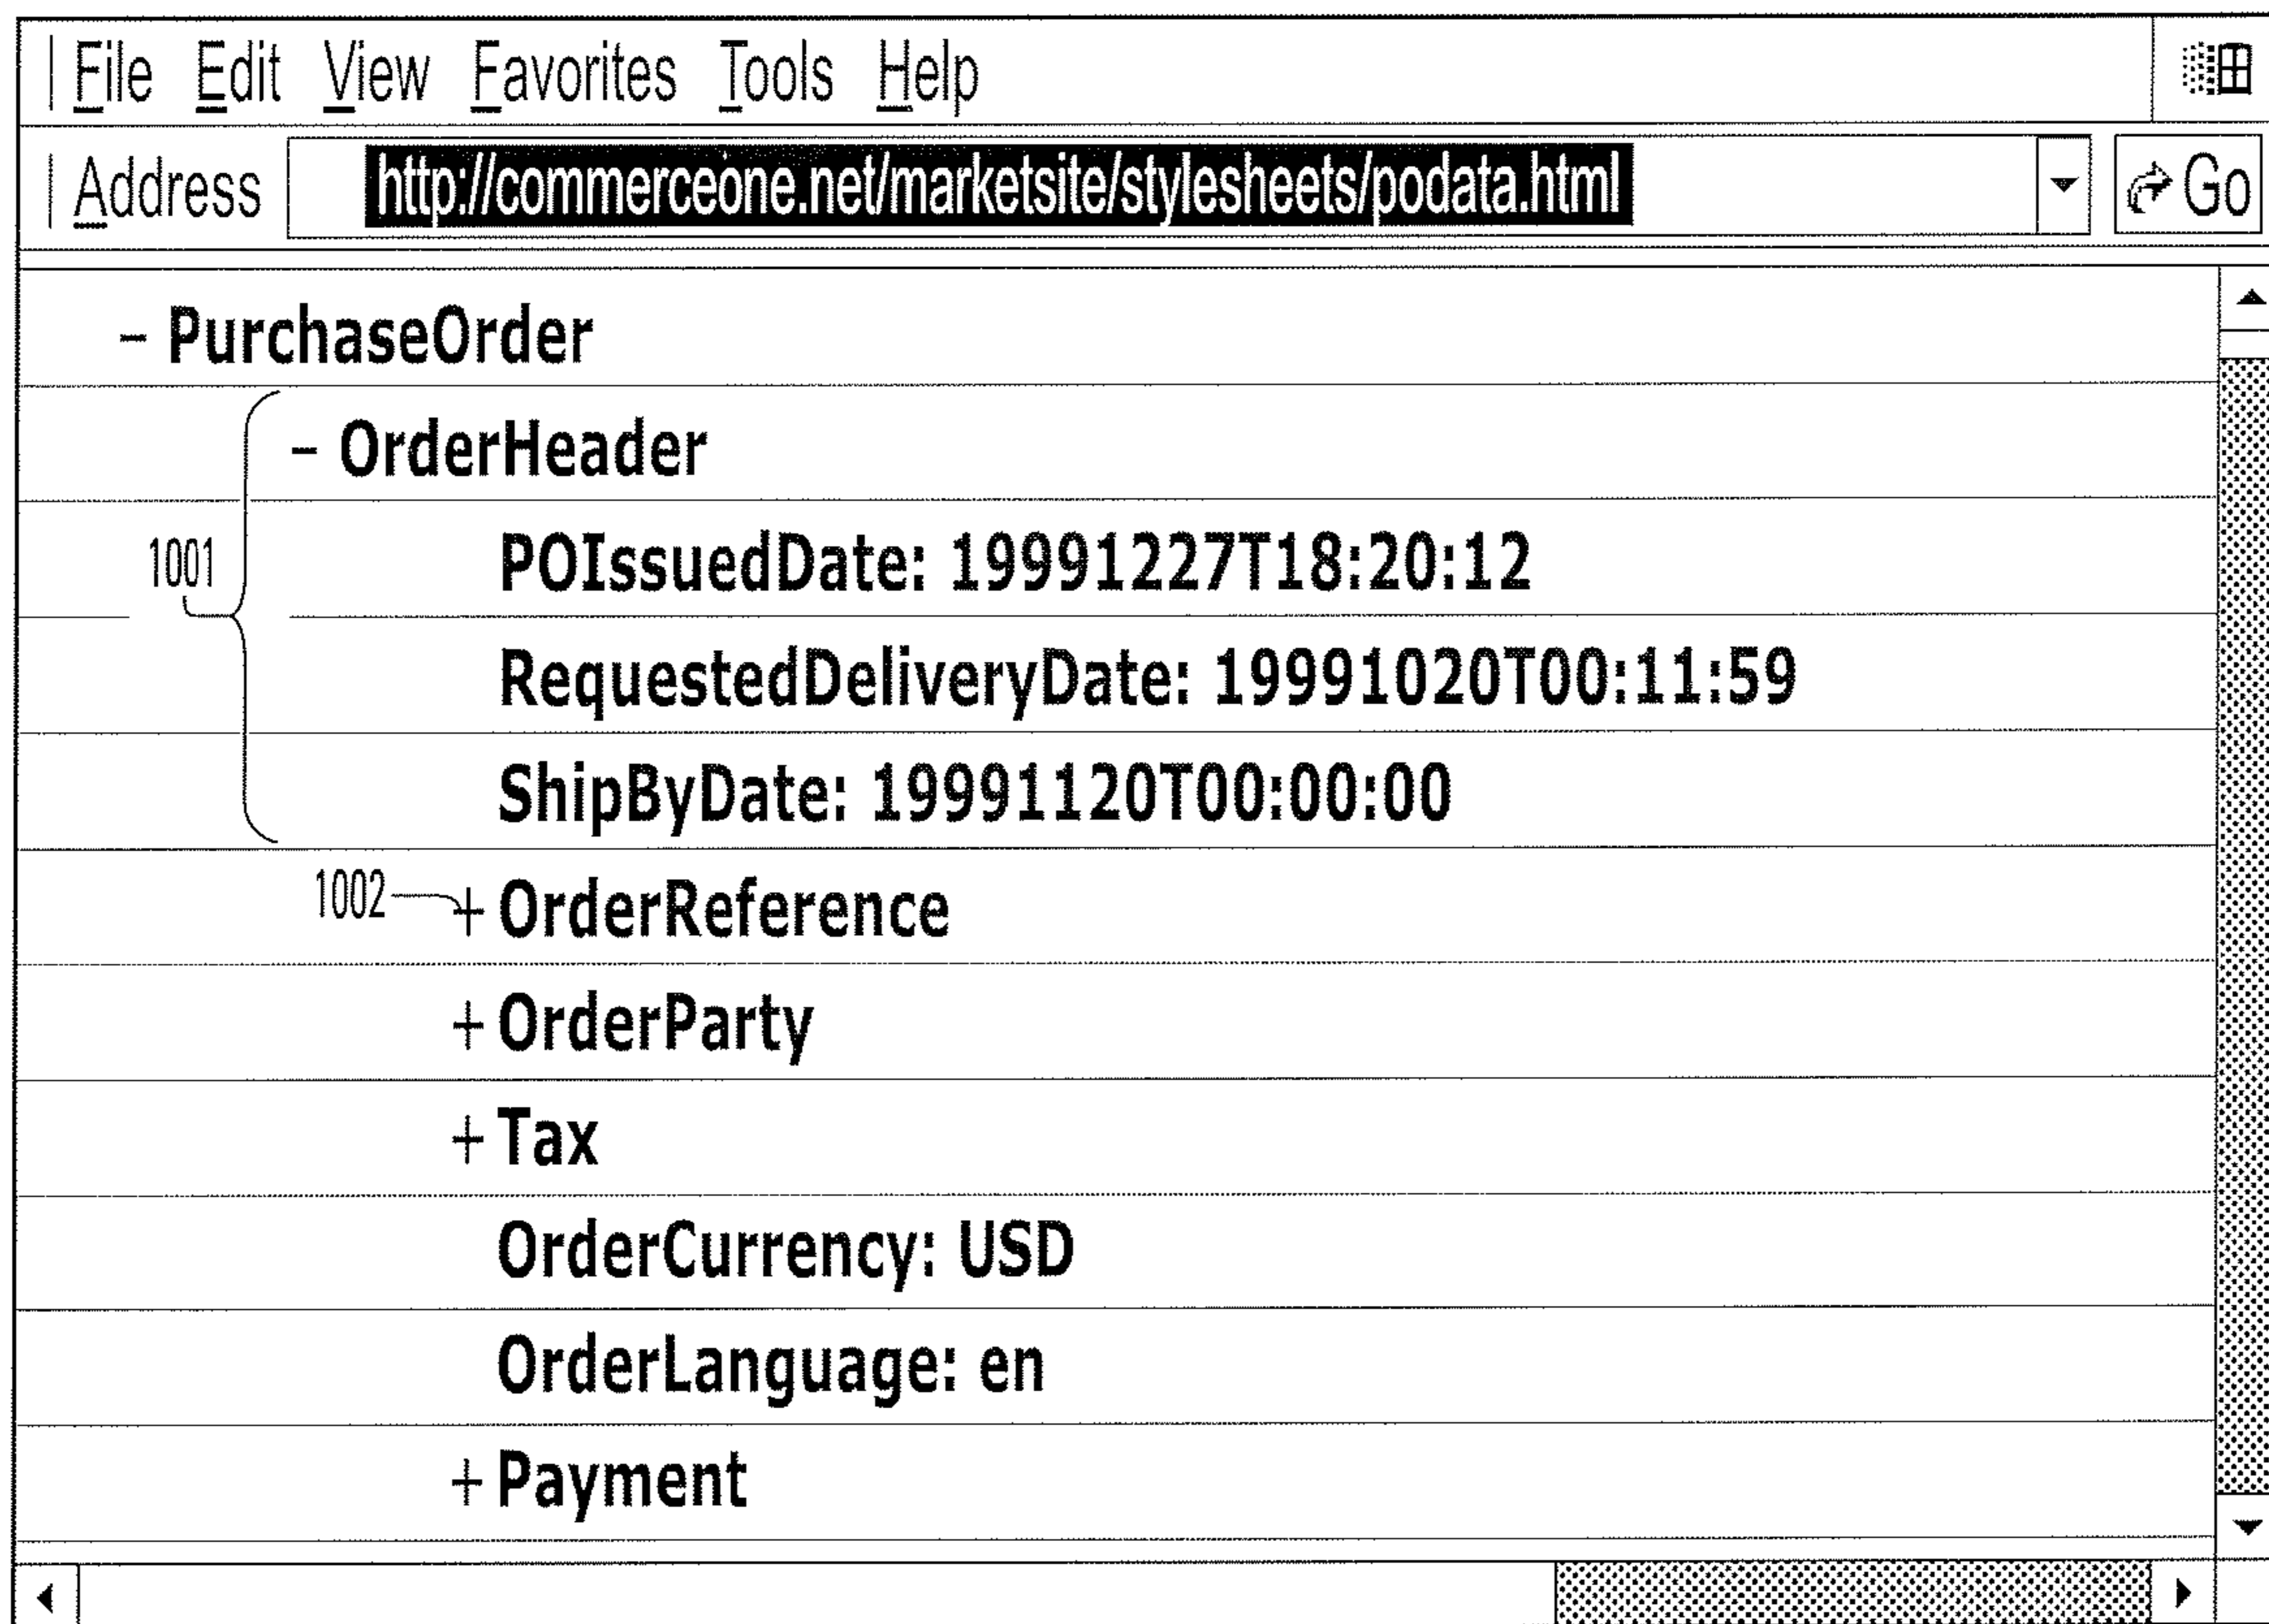 File Edit View Favorites Tools Help
Address http://commerceone.net/marketsite/stylesheets/podata.html Go
– PurchaseOrder
– OrderHeader
1001
POIssuedDate: 19991227T18:20:12
RequestedDeliveryDate: 19991020T00:11:59
ShipByDate: 19991120T00:00:00
1002 + OrderReference
+ OrderParty
+ Tax
OrderCurrency: USD
OrderLanguage: en
+ Payment